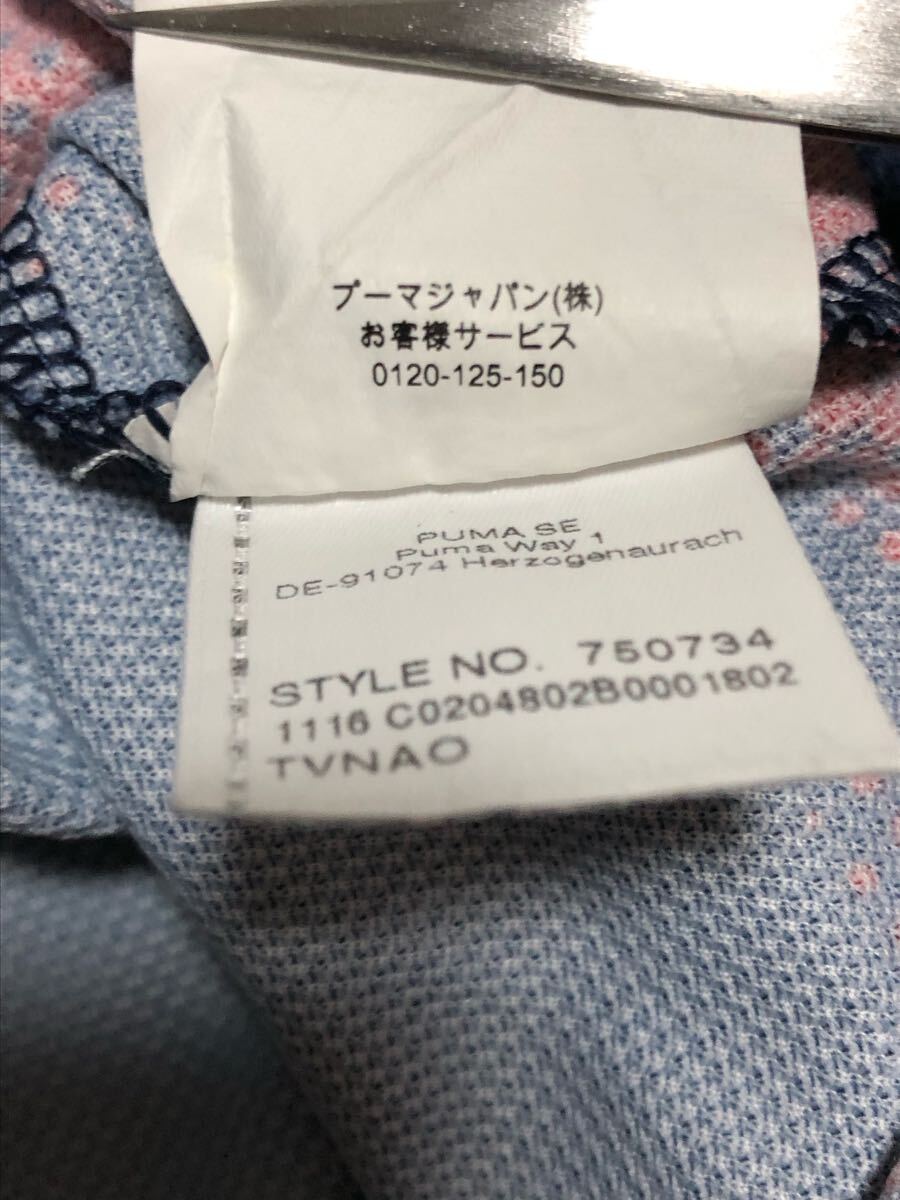 プーマジャパン(株)
お客様サービス
0120-125-150
PUMA SE
Puma Way 1
DE-91074 Herzogenaurach
STYLE NO. 750734
1116 C0204802B0001802
TVNAO